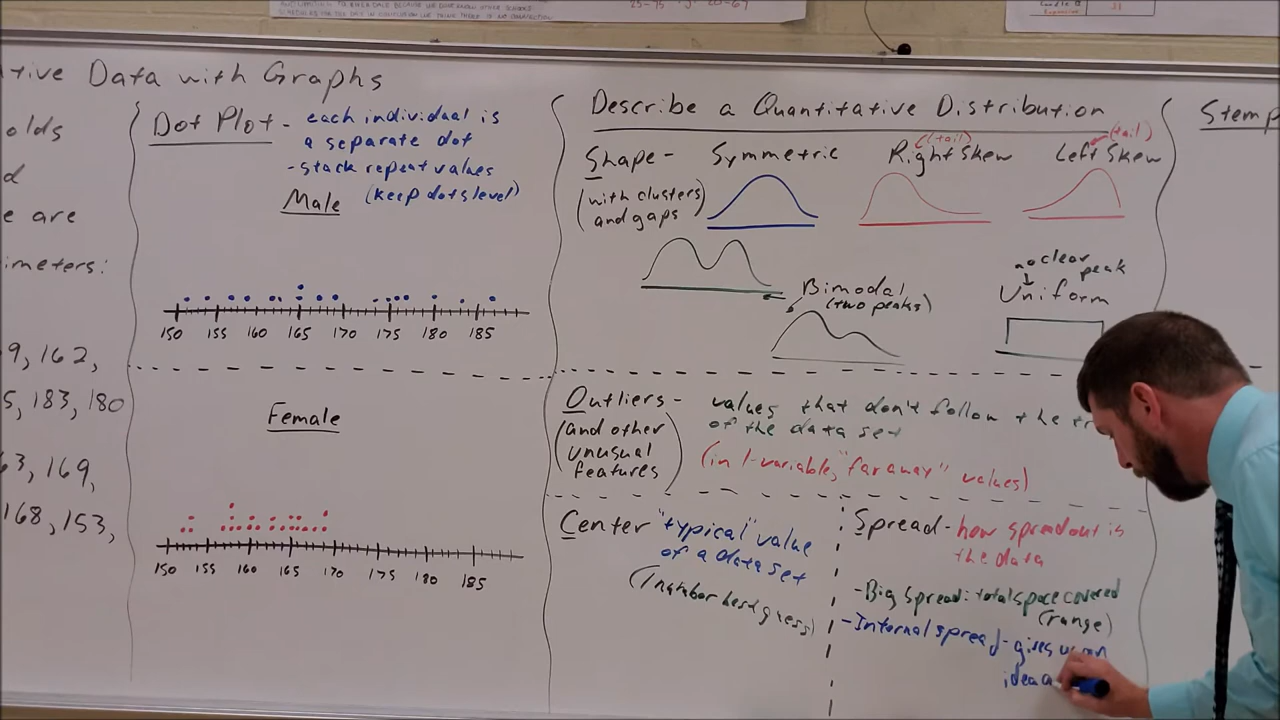 ative Data with Graphs
olds
d
e are
imeters:
9, 162,
5, 183, 180
63, 169,
168, 153,
Dot Plot - each individual is
a separate dot
- stack repeat values
(keep dots level)
Male
150 155 160 165 170 175 180 185
Female
150 155 160 165 170 175 180 185
Describe a Quantitative Distribution
Shape - Symmetric Right Skew Left Skew
(tail) (tail)
(with clusters
and gaps)
Bimodal
(two peaks)
no clear
peak
Uniform
Outliers - values that don't follow the tr
of the data set
(and other
unusual
features)
(in 1-variable, "far away" values)
Center "typical" value
of a data set
(1 number best guess)
Spread - how spread out is
the data
- Big spread: total space covered
(range)
- Internal spread - gives us an
idea a
Stemp